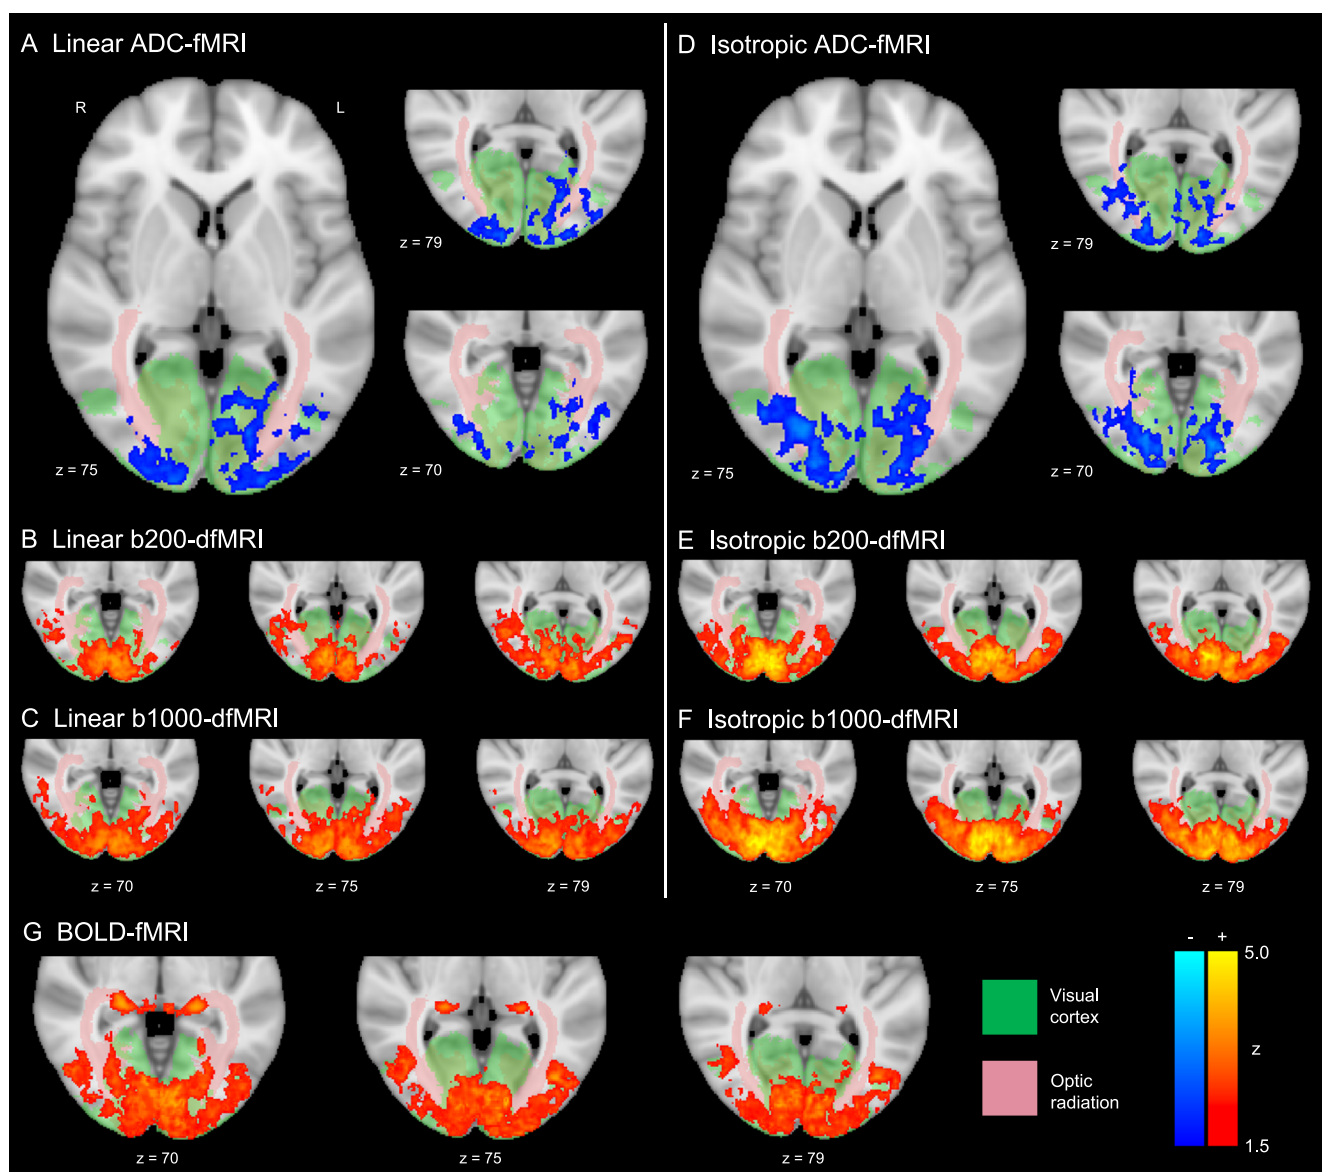 A Linear ADC-fMRI
R
L
z = 79
z = 75
z = 70
D Isotropic ADC-fMRI
z = 79
z = 75
z = 70
B Linear b200-dfMRI
E Isotropic b200-dfMRI
C Linear b1000-dfMRI
z = 70
z = 75
z = 79
F Isotropic b1000-dfMRI
z = 70
z = 75
z = 79
G BOLD-fMRI
z = 70
z = 75
z = 79
Visual
cortex
Optic
radiation
- +
5.0
z
1.5